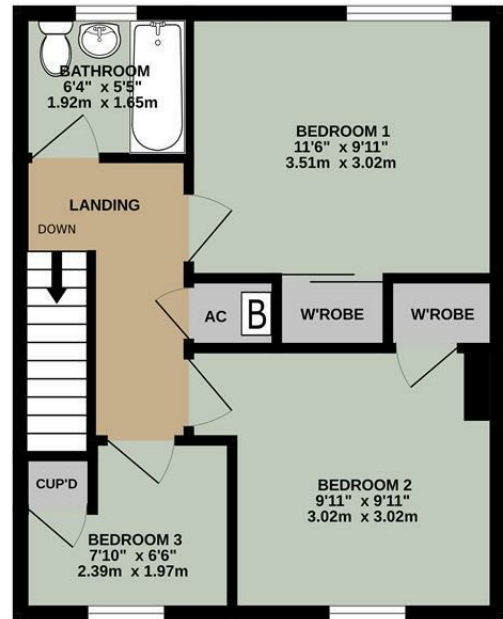 BATHROOM
6'4" x 5'5"
1.92m x 1.65m
BEDROOM 1
11'6" x 9'11"
3.51m x 3.02m
LANDING
DOWN
AC
B
W'ROBE
W'ROBE
CUP'D
BEDROOM 2
9'11" x 9'11"
3.02m x 3.02m
BEDROOM 3
7'10" x 6'6"
2.39m x 1.97m